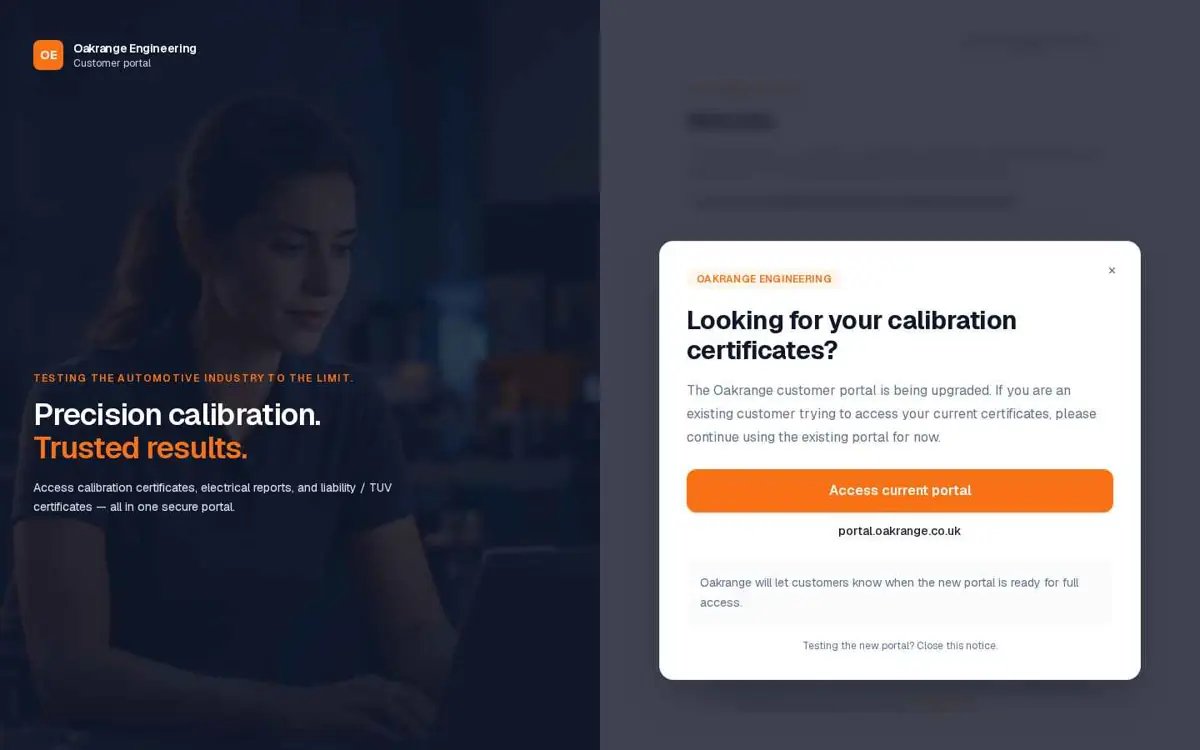 OE
Oakrange Engineering
Customer portal
TESTING THE AUTOMOTIVE INDUSTRY TO THE LIMIT.
Precision calibration.
Trusted results.
Access calibration certificates, electrical reports, and liability / TUV
certificates — all in one secure portal.
OAKRANGE ENGINEERING
×
Looking for your calibration
certificates?
The Oakrange customer portal is being upgraded. If you are an
existing customer trying to access your current certificates, please
continue using the existing portal for now.
Access current portal
portal.oakrange.co.uk
Oakrange will let customers know when the new portal is ready for full
access.
Testing the new portal? Close this notice.